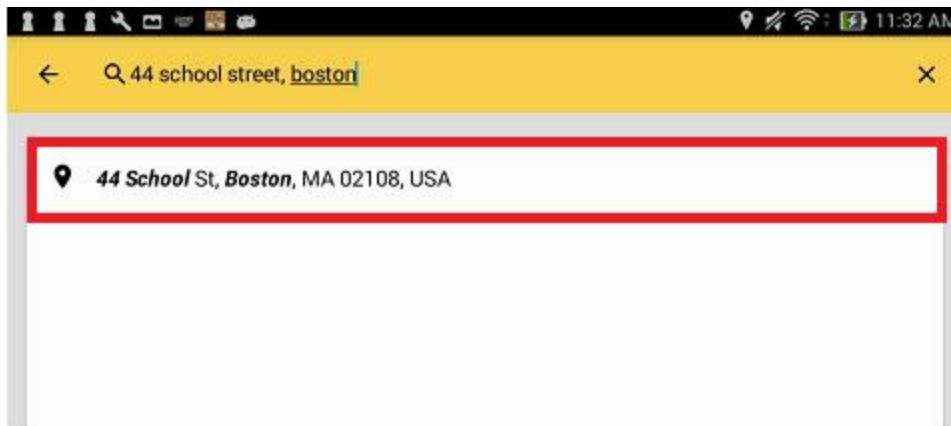 11:32 AM
44 school street, boston
44 School St, Boston, MA 02108, USA